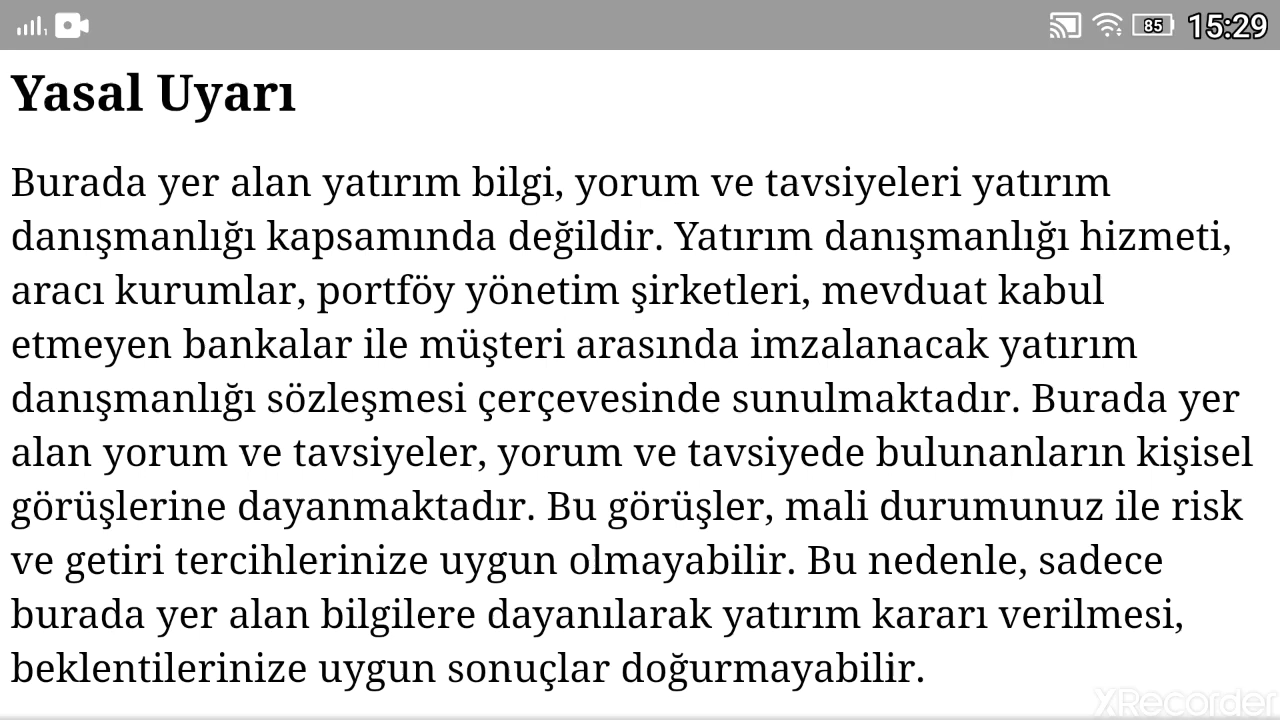 85 15:29
Yasal Uyarı
Burada yer alan yatırım bilgi, yorum ve tavsiyeleri yatırım
danışmanlığı kapsamında değildir. Yatırım danışmanlığı hizmeti,
aracı kurumlar, portföy yönetim şirketleri, mevduat kabul
etmeyen bankalar ile müşteri arasında imzalanacak yatırım
danışmanlığı sözleşmesi çerçevesinde sunulmaktadır. Burada yer
alan yorum ve tavsiyeler, yorum ve tavsiyede bulunanların kişisel
görüşlerine dayanmaktadır. Bu görüşler, mali durumunuz ile risk
ve getiri tercihlerinize uygun olmayabilir. Bu nedenle, sadece
burada yer alan bilgilere dayanılarak yatırım kararı verilmesi,
beklentilerinize uygun sonuçlar doğurmayabilir.
XRecorder